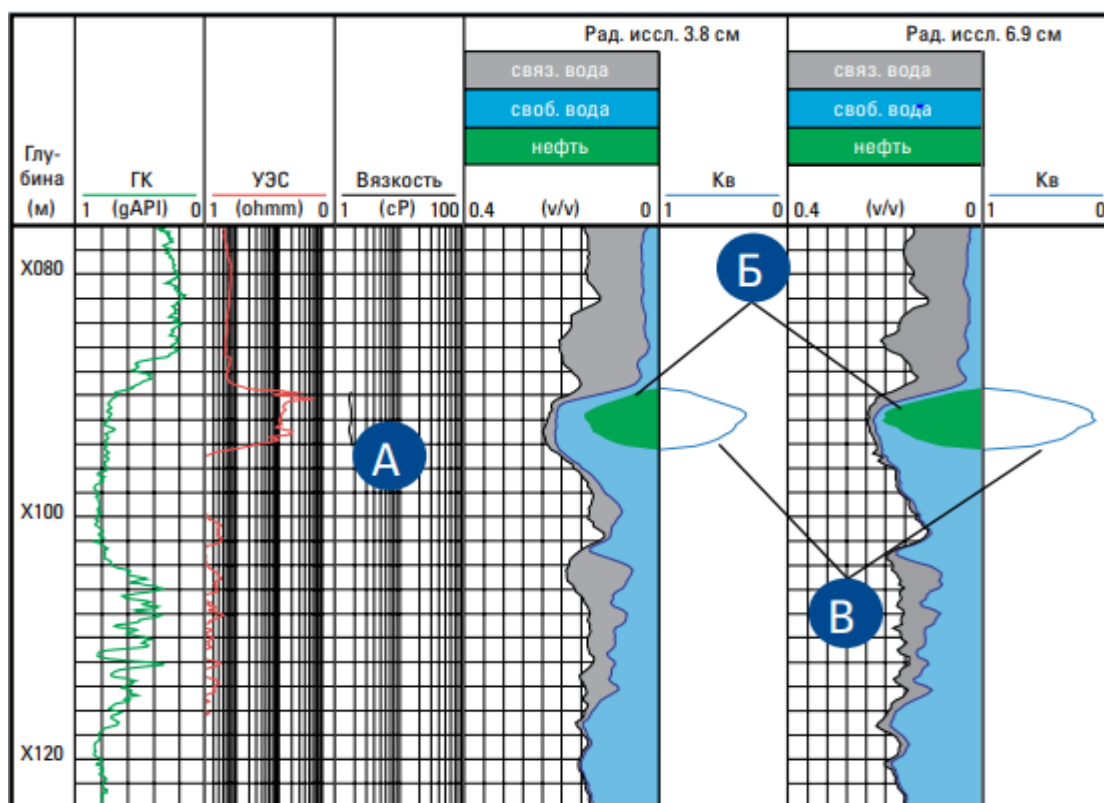 Рад. иссл. 3.8 см
Рад. иссл. 6.9 см
связ. вода
связ. вода
своб. вода
своб. вода
нефть
нефть
Глу-
бина
(м)
ГК
1 (gAPI) 0
УЭС
1 (ohmm) 0
Вязкость
1 (cP) 100
0.4 (v/v) 0
Кв
1 0
0.4 (v/v) 0
Кв
1 0
X080
Б
А
X100
В
X120